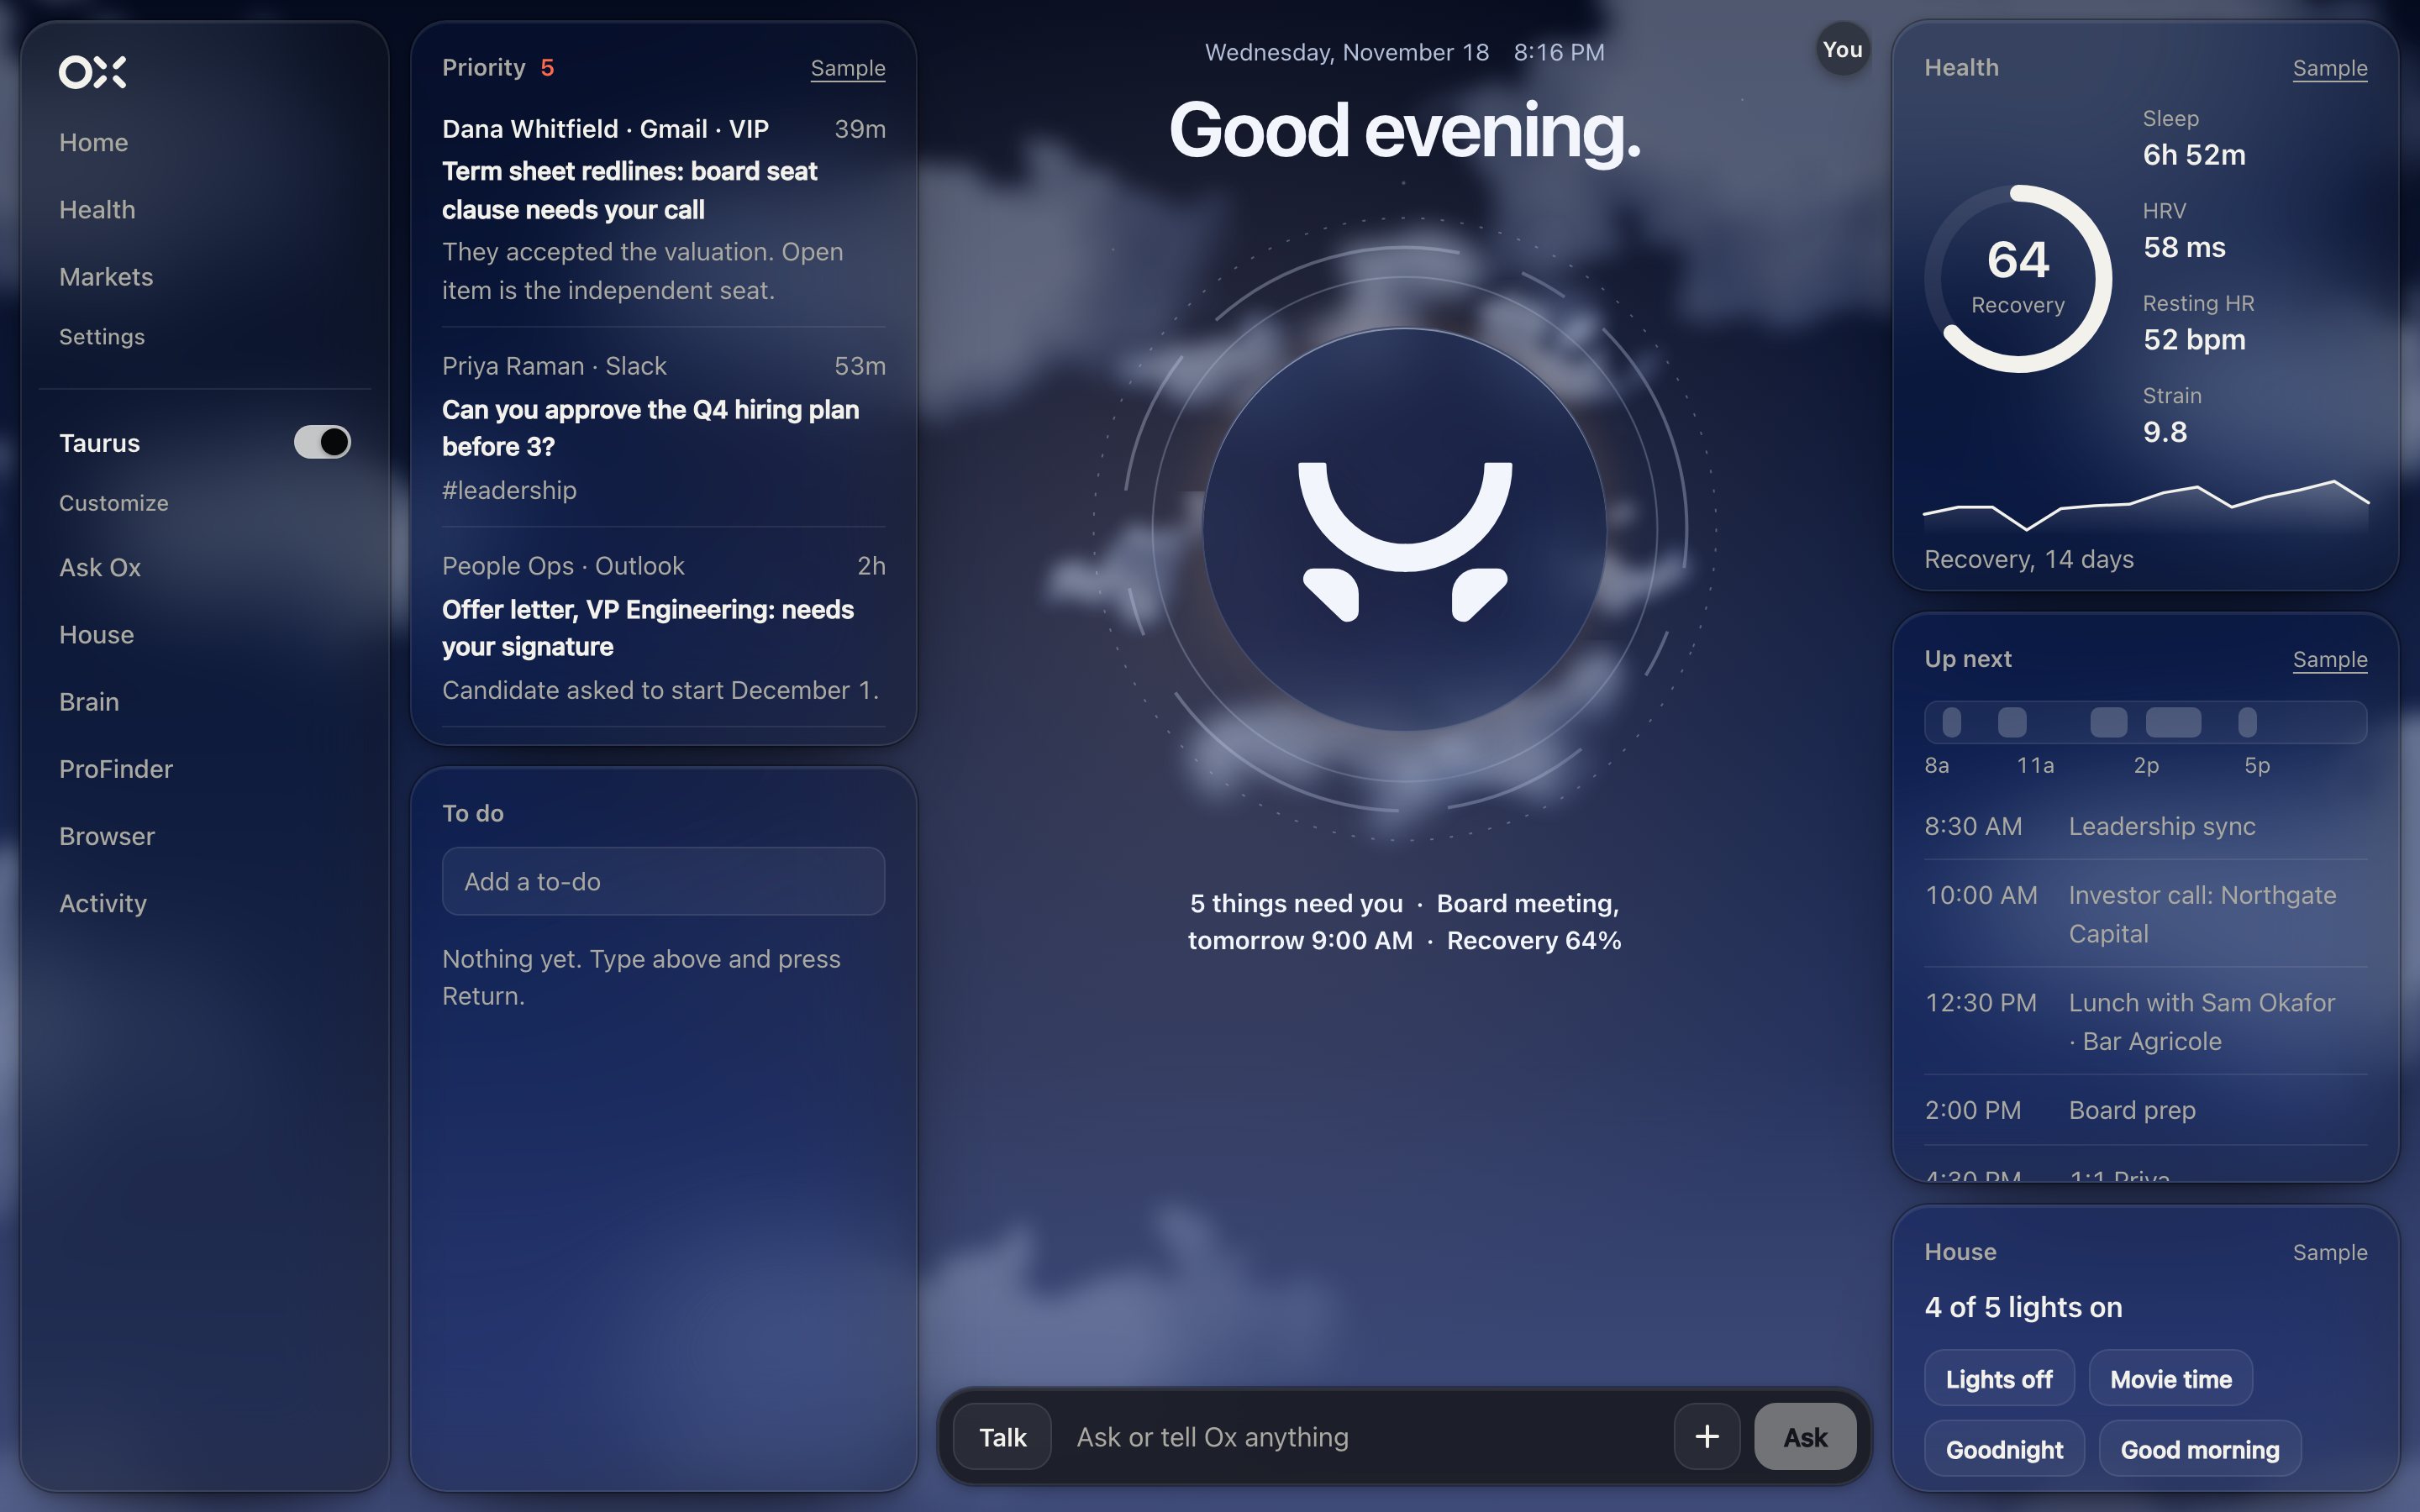 OX
Home
Health
Markets
Settings
Taurus
Customize
Ask Ox
House
Brain
ProFinder
Browser
Activity
Priority 5 Sample
Dana Whitfield · Gmail · VIP 39m
Term sheet redlines: board seat
clause needs your call
They accepted the valuation. Open
item is the independent seat.
Priya Raman · Slack 53m
Can you approve the Q4 hiring plan
before 3?
#leadership
People Ops · Outlook 2h
Offer letter, VP Engineering: needs
your signature
Candidate asked to start December 1.
To do
Add a to-do
Nothing yet. Type above and press
Return.
Wednesday, November 18 8:16 PM
You
Good evening.
5 things need you · Board meeting,
tomorrow 9:00 AM · Recovery 64%
Talk Ask or tell Ox anything + Ask
Health Sample
64
Recovery
Sleep
6h 52m
HRV
58 ms
Resting HR
52 bpm
Strain
9.8
Recovery, 14 days
Up next Sample
8a 11a 2p 5p
8:30 AM Leadership sync
10:00 AM Investor call: Northgate
Capital
12:30 PM Lunch with Sam Okafor
· Bar Agricole
2:00 PM Board prep
4:30 PM 1:1 Priya
House Sample
4 of 5 lights on
Lights off Movie time
Goodnight Good morning